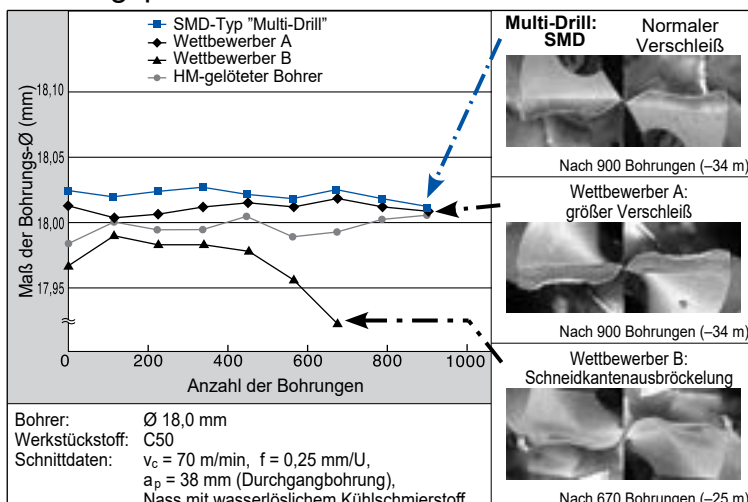 SMD-Typ "Multi-Drill"
Wettbewerber A
Wettbewerber B
HM-gelöteter Bohrer
Maß der Bohrungs-Ø (mm)
18,10
18,05
18,00
17,95
0
200
400
600
800
1000
Anzahl der Bohrungen
Multi-Drill:
SMD
Normaler
Verschleiß
Nach 900 Bohrungen (–34 m)
Wettbewerber A:
größer Verschleiß
Nach 900 Bohrungen (–34 m)
Wettbewerber B:
Schneidkantenausbröckelung
Nach 670 Bohrungen (–25 m)
Bohrer: Ø 18,0 mm
Werkstückstoff: C50
Schnittdaten: vc = 70 m/min, f = 0,25 mm/U,
ap = 38 mm (Durchgangbohrung),
Nass mit wasserlöslichem Kühlschmierstoff